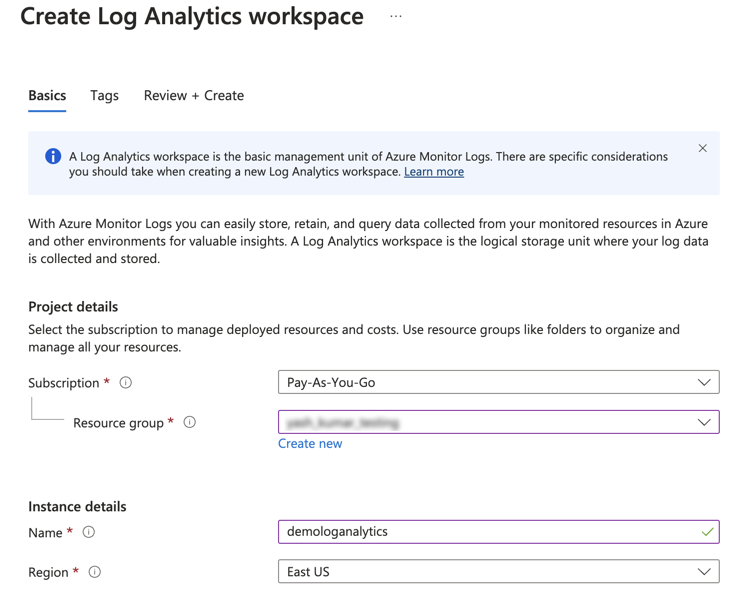 Create Log Analytics workspace ...
Basics Tags Review + Create
A Log Analytics workspace is the basic management unit of Azure Monitor Logs. There are specific considerations
you should take when creating a new Log Analytics workspace. Learn more
With Azure Monitor Logs you can easily store, retain, and query data collected from your monitored resources in Azure
and other environments for valuable insights. A Log Analytics workspace is the logical storage unit where your log data
is collected and stored.
Project details
Select the subscription to manage deployed resources and costs. Use resource groups like folders to organize and
manage all your resources.
Subscription * Pay-As-You-Go
Resource group *
Create new
Instance details
Name * demologanalytics
Region * East US